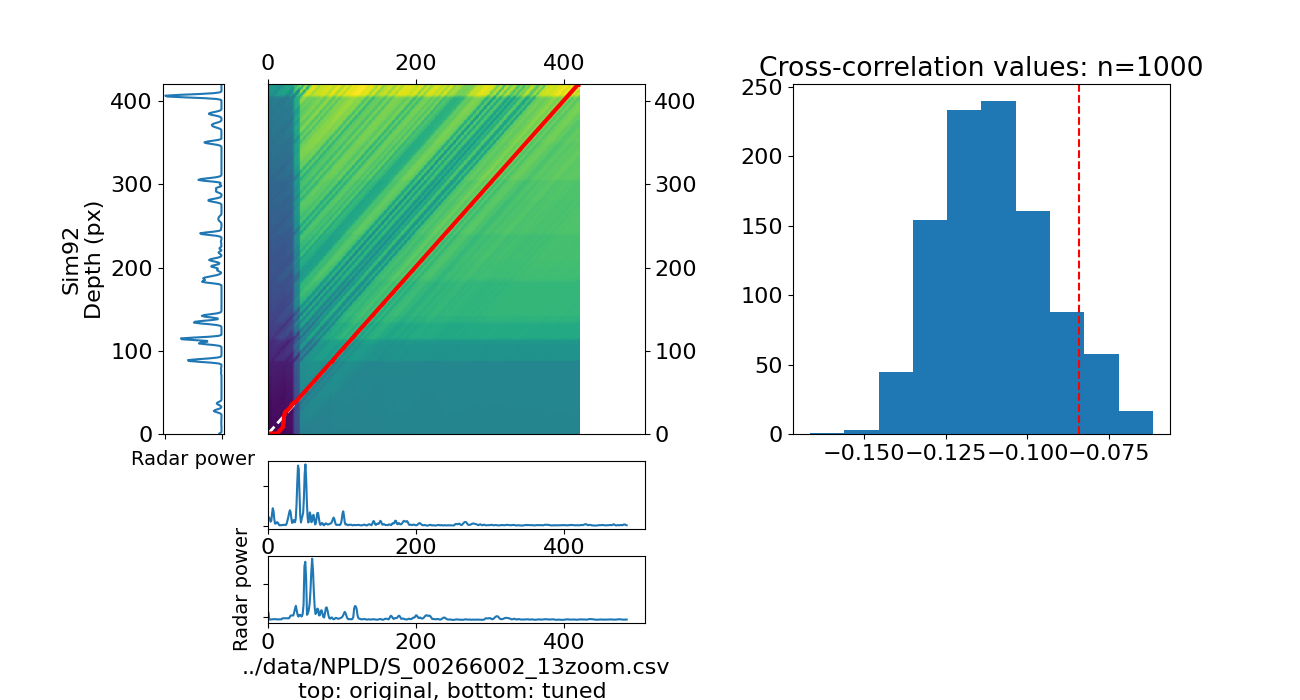 0 200 400
Cross-correlation values: n=1000
400
300
200
100
0
Sim92
Depth (px)
Radar power
400
300
200
100
0
250
200
150
100
50
0
−0.150 −0.125 −0.100 −0.075
0 200 400
Radar power
0 200 400
../data/NPLD/S_00266002_13zoom.csv
top: original, bottom: tuned